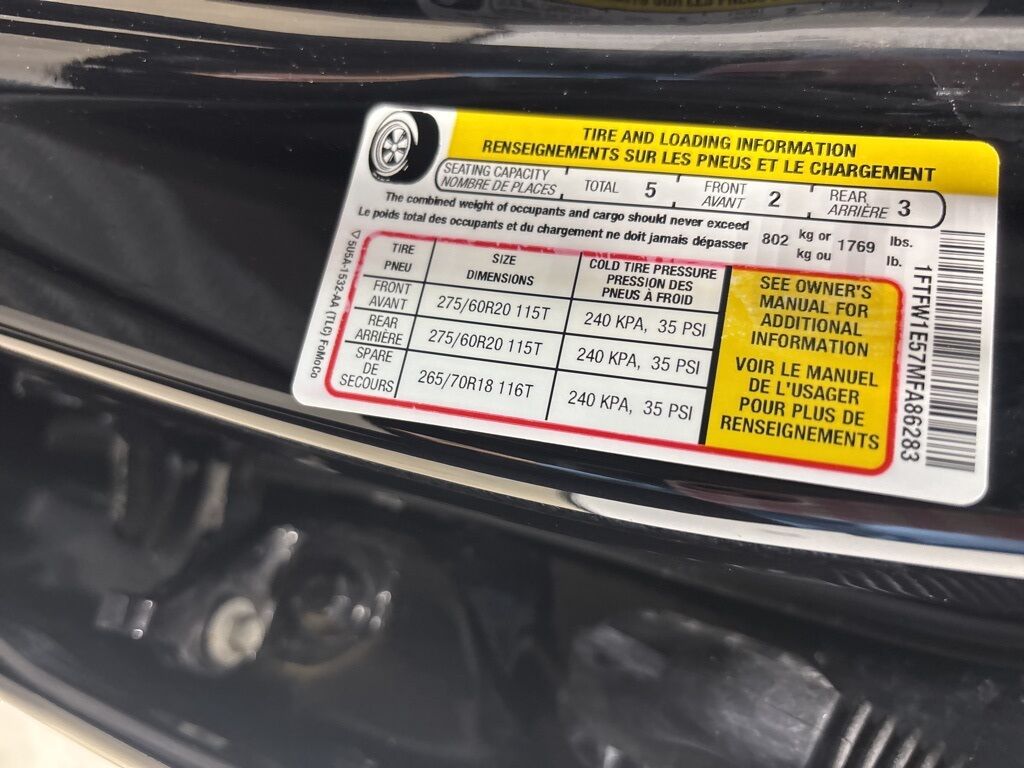 TIRE AND LOADING INFORMATION
RENSEIGNEMENTS SUR LES PNEUS ET LE CHARGEMENT
SEATING CAPACITY
NOMBRE DE PLACES
TOTAL 5
FRONT
AVANT 2
REAR
ARRIÈRE 3
The combined weight of occupants and cargo should never exceed
Le poids total des occupants et du chargement ne doit jamais dépasser
802 kg or 1769 lbs.
kg ou lb.
TIRE
PNEU
SIZE
DIMENSIONS
COLD TIRE PRESSURE
PRESSION DES
PNEUS À FROID
FRONT
AVANT
275/60R20 115T
240 KPA, 35 PSI
REAR
ARRIÈRE
275/60R20 115T
240 KPA, 35 PSI
SPARE
DE
SECOURS
265/70R18 116T
240 KPA, 35 PSI
SEE OWNER'S
MANUAL FOR
ADDITIONAL
INFORMATION
VOIR LE MANUEL
DE L'USAGER
POUR PLUS DE
RENSEIGNEMENTS
5U5A-1532-AA (TLC) FoMoCo
1FTFW1E57MFA86283